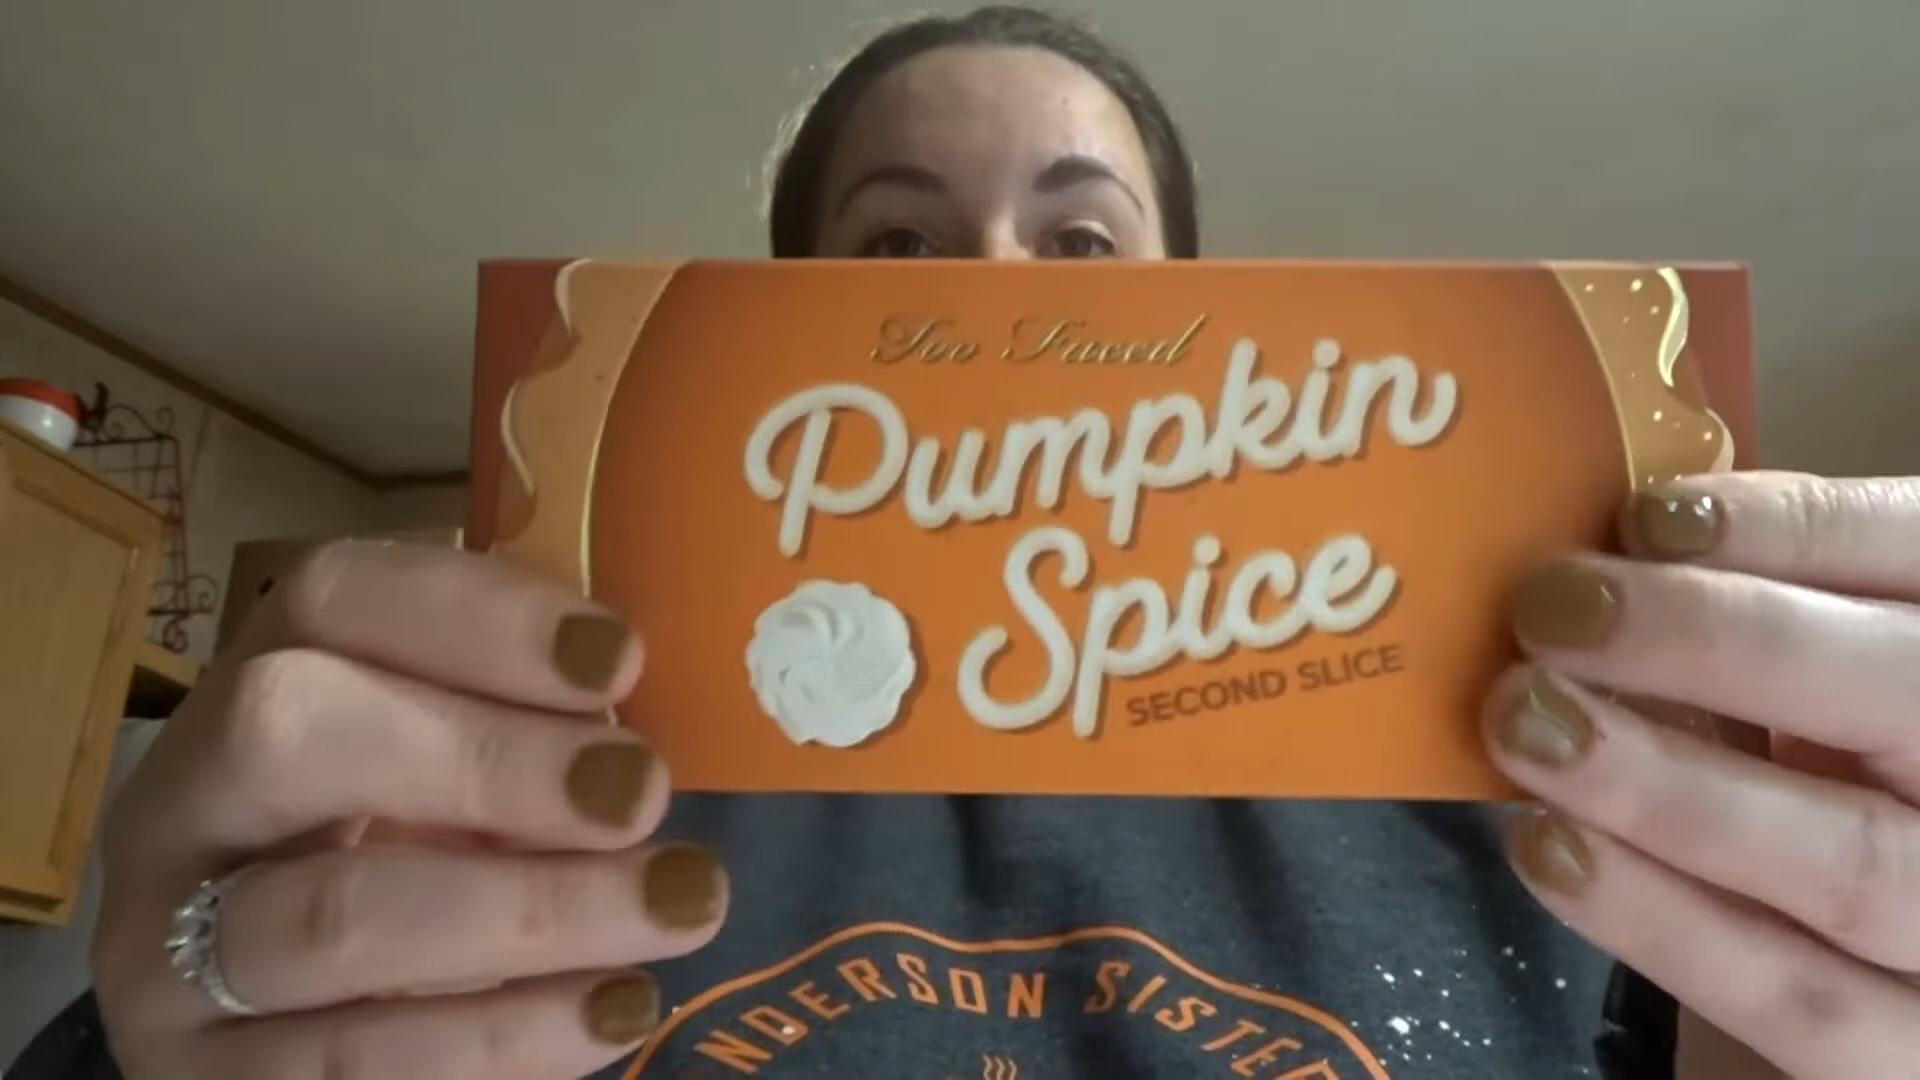 Too Faced
Pumpkin
Spice
SECOND SLICE
NDERSON SISTE